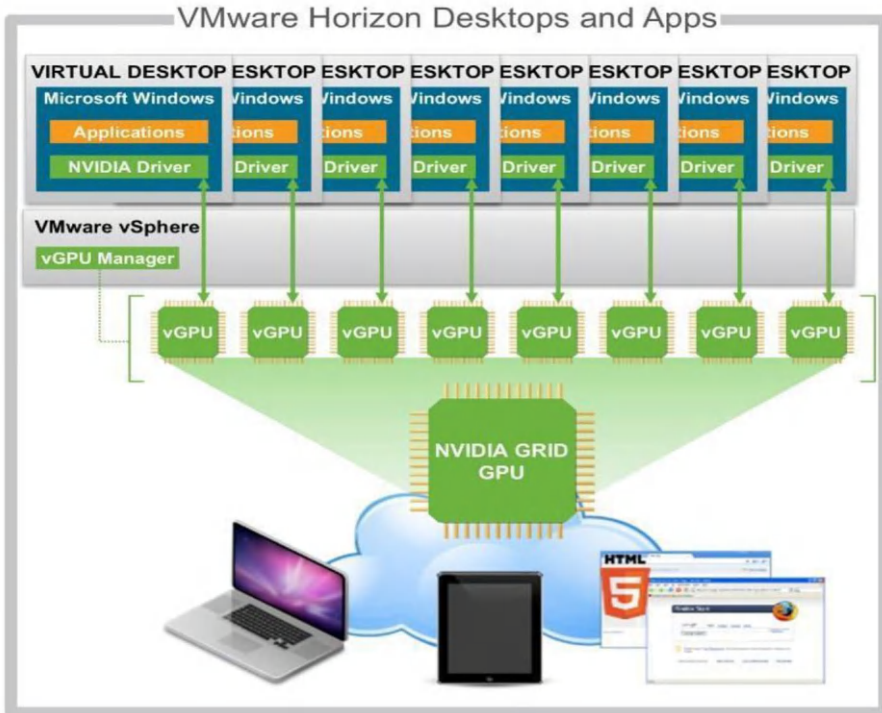 VMware Horizon Desktops and Apps
VIRTUAL DESKTOP ESKTOP ESKTOP ESKTOP ESKTOP ESKTOP ESKTOP ESKTOP
Microsoft Windows Windows Windows Windows Windows Windows Windows Windows
Applications tions tions tions tions tions tions tions
NVIDIA Driver Driver Driver Driver Driver Driver Driver Driver
VMware vSphere
vGPU Manager
vGPU vGPU vGPU vGPU vGPU vGPU vGPU vGPU
NVIDIA GRID
GPU
HTML
5